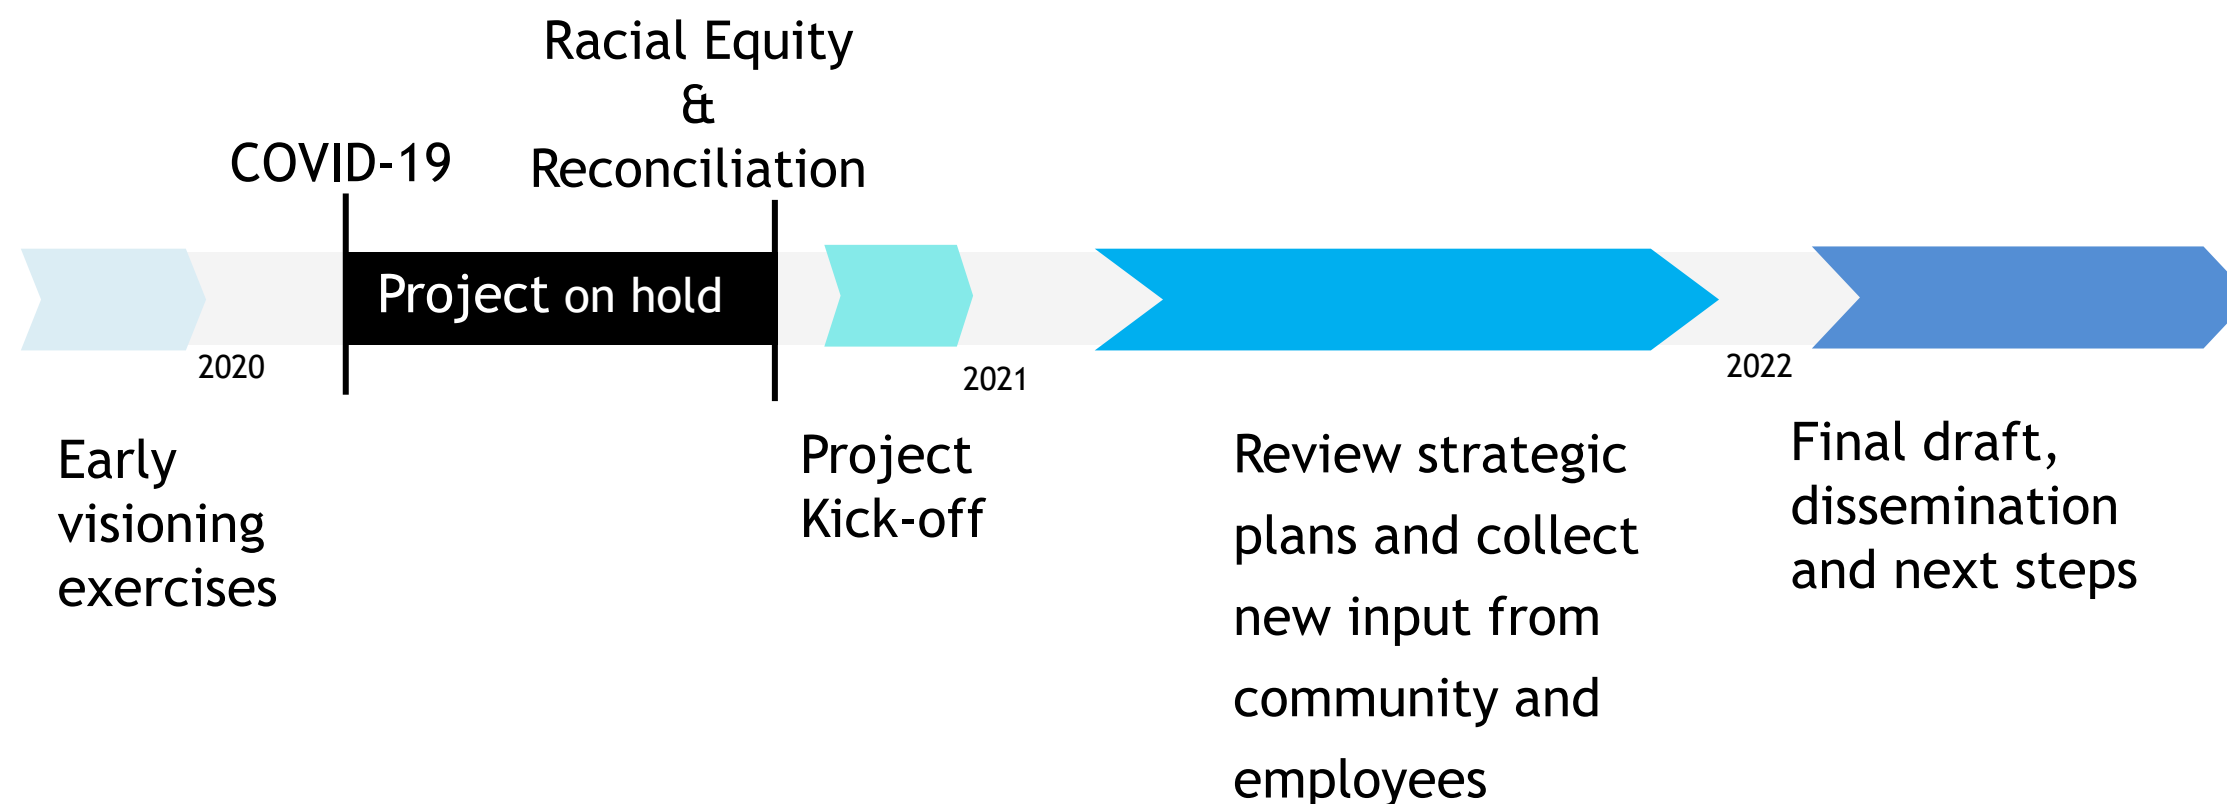 Racial Equity
&
Reconciliation
COVID-19
Project on hold
2020
2021
2022
Early
visioning
exercises
Project
Kick-off
Review strategic
plans and collect
new input from
community and
employees
Final draft,
dissemination
and next steps